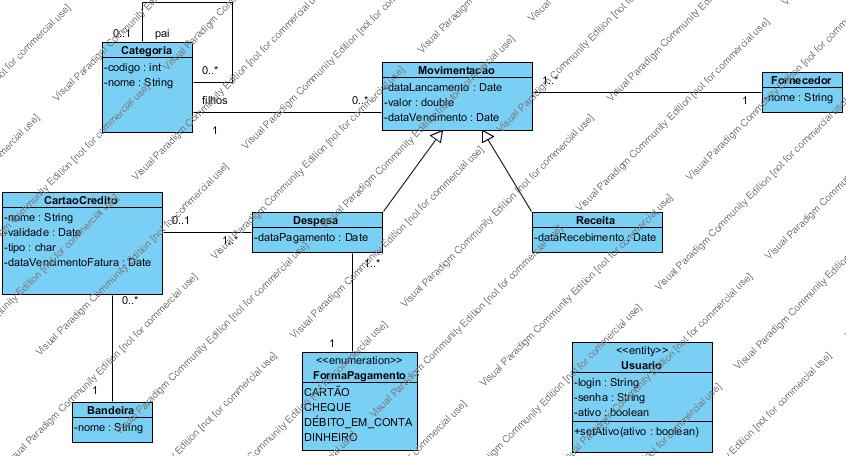 0..1 pai
Categoria
-codigo : int
-nome : String
0..*
filhos
1
0..*
Movimentacao
-dataLancamento : Date
-valor : double
-dataVencimento : Date
1..*
1
Fornecedor
-nome : String
CartaoCredito
-nome : String
-validade : Date
-tipo : char
-dataVencimentoFatura : Date
0..1
1..*
Despesa
-dataPagamento : Date
Receita
-dataRecebimento : Date
0..*
1..*
1
1
<<enumeration>>
FormaPagamento
CARTÃO
CHEQUE
DÉBITO_EM_CONTA
DINHEIRO
<<entity>>
Usuario
-login : String
-senha : String
-ativo : boolean
+setAtivo(ativo : boolean)
Bandeira
-nome : String
Visual Paradigm Community Edition [not for commercial use]